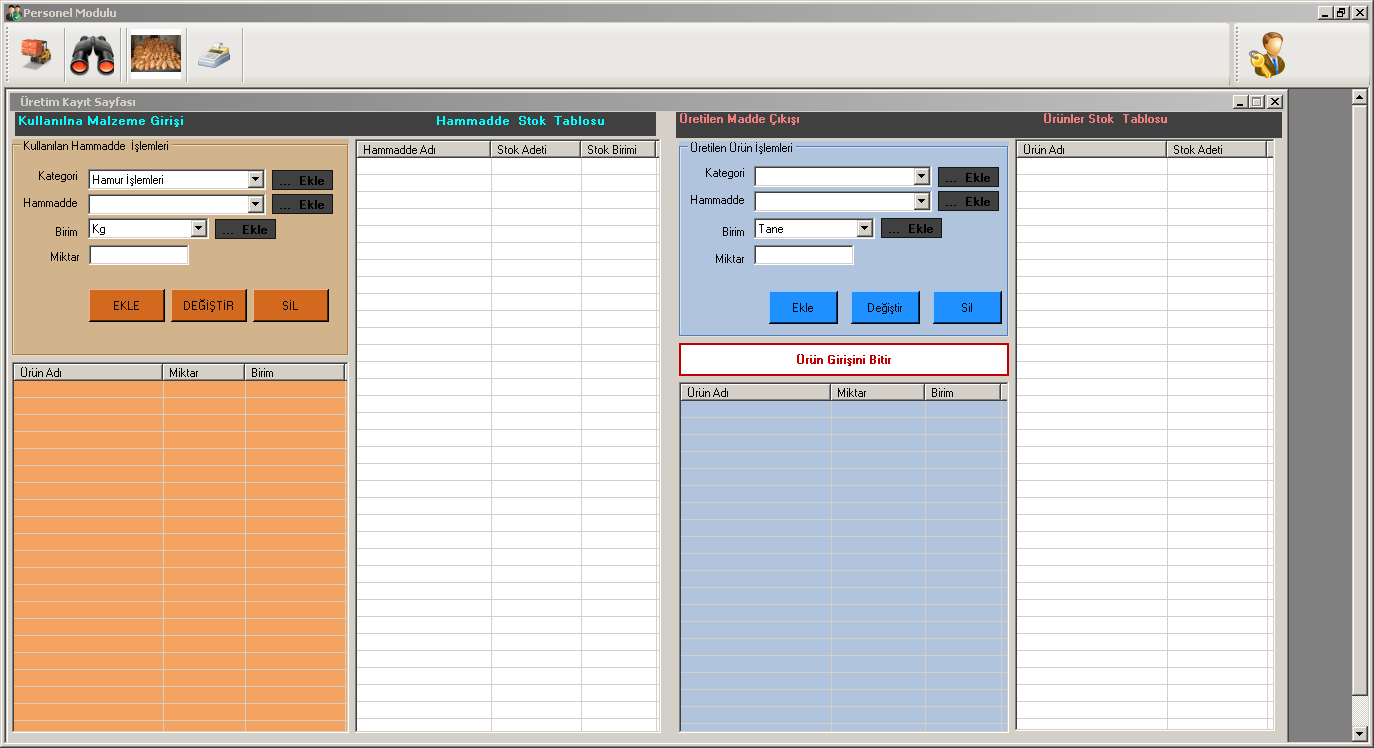 Personel Modulu
Üretim Kayıt Sayfası
Kullanılna Malzeme Girişi
Hammadde Stok Tablosu
Üretilen Madde Çıkışı
Ürünler Stok Tablosu
Kullanılan Hammadde İşlemleri
Kategori
Hamur İşlemleri
... Ekle
Hammadde
... Ekle
Birim
Kg
... Ekle
Miktar
EKLE
DEĞİŞTİR
SİL
Ürün Adı
Miktar
Birim
Hammadde Adı
Stok Adeti
Stok Birimi
Üretilen Ürün İşlemleri
Kategori
... Ekle
Hammadde
... Ekle
Birim
Tane
... Ekle
Miktar
Ekle
Değiştir
Sil
Ürün Girişini Bitir
Ürün Adı
Miktar
Birim
Ürün Adı
Stok Adeti